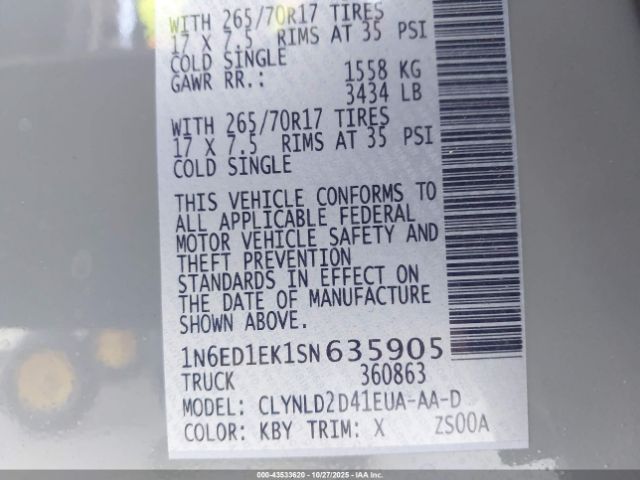 WITH 265/70R17 TIRES
17 X 7.5 RIMS AT 35 PSI
COLD SINGLE
GAWR RR.: 1558 KG
3434 LB
WITH 265/70R17 TIRES
17 X 7.5 RIMS AT 35 PSI
COLD SINGLE
THIS VEHICLE CONFORMS TO
ALL APPLICABLE FEDERAL
MOTOR VEHICLE SAFETY AND
THEFT PREVENTION
STANDARDS IN EFFECT ON
THE DATE OF MANUFACTURE
SHOWN ABOVE.
1N6ED1EK1SN635905
TRUCK 360863
MODEL: CLYNLD2D41EUA-AA-D
COLOR: KBY TRIM: X ZS00A
000-43533620 > 10/27/2025 - IAAI.com